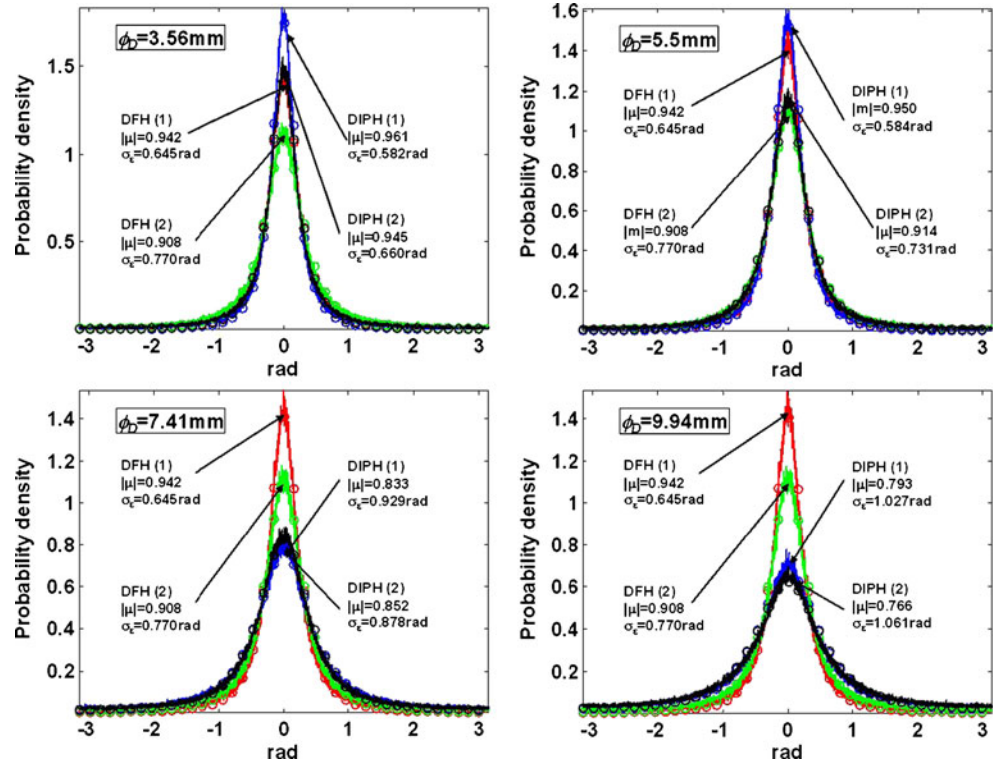 ϕD=3.56mm
Probability density
1.5
1
0.5
DFH (1)
|μ|=0.942
σε=0.645rad
DIPH (1)
|μ|=0.961
σε=0.582rad
DFH (2)
|μ|=0.908
σε=0.770rad
DIPH (2)
|μ|=0.945
σε=0.660rad
-3 -2 -1 0 1 2 3
rad
ϕD=5.5mm
Probability density
1.6
1.4
1.2
1
0.8
0.6
0.4
0.2
DFH (1)
|μ|=0.942
σε=0.645rad
DIPH (1)
|m|=0.950
σε=0.584rad
DFH (2)
|m|=0.908
σε=0.770rad
DIPH (2)
|μ|=0.914
σε=0.731rad
-3 -2 -1 0 1 2 3
rad
ϕD=7.41mm
Probability density
1.4
1.2
1
0.8
0.6
0.4
0.2
DFH (1)
|μ|=0.942
σε=0.645rad
DIPH (1)
|μ|=0.833
σε=0.929rad
DFH (2)
|μ|=0.908
σε=0.770rad
DIPH (2)
|μ|=0.852
σε=0.878rad
-3 -2 -1 0 1 2 3
rad
ϕD=9.94mm
Probability density
1.4
1.2
1
0.8
0.6
0.4
0.2
DFH (1)
|μ|=0.942
σε=0.645rad
DIPH (1)
|μ|=0.793
σε=1.027rad
DFH (2)
|μ|=0.908
σε=0.770rad
DIPH (2)
|μ|=0.766
σε=1.061rad
-3 -2 -1 0 1 2 3
rad